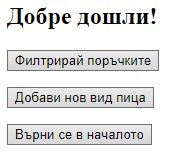 Добре дошли!
Филтрирай поръчките
Добави нов вид пица
Върни се в началото